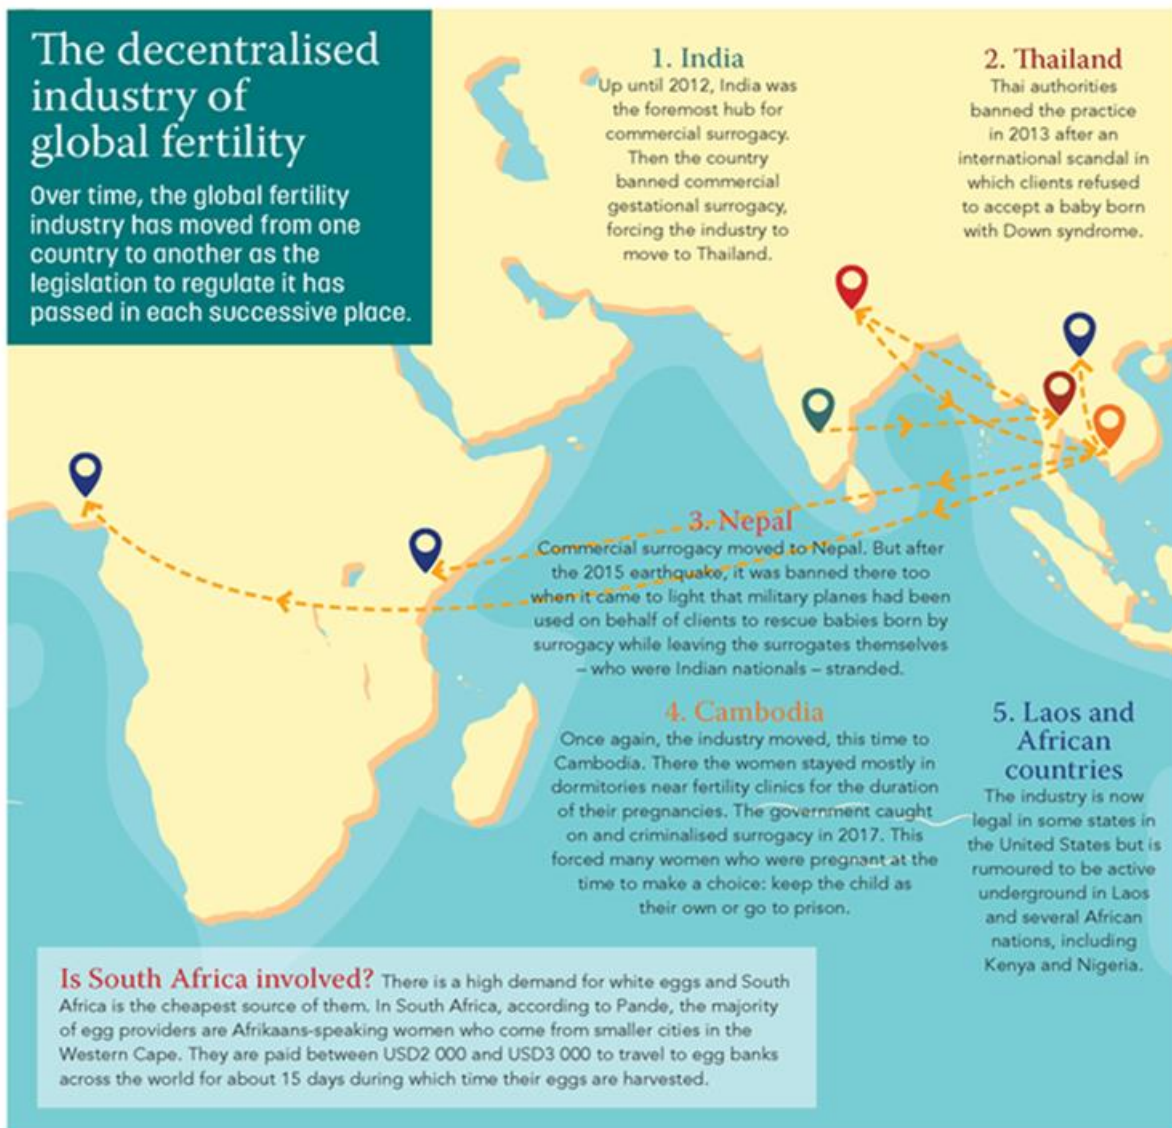 The decentralised
industry of
global fertility
Over time, the global fertility
industry has moved from one
country to another as the
legislation to regulate it has
passed in each successive place.
1. India
Up until 2012, India was
the foremost hub for
commercial surrogacy.
Then the country
banned commercial
gestational surrogacy,
forcing the industry to
move to Thailand.
2. Thailand
Thai authorities
banned the practice
in 2013 after an
international scandal in
which clients refused
to accept a baby born
with Down syndrome.
3. Nepal
Commercial surrogacy moved to Nepal. But after
the 2015 earthquake, it was banned there too
when it came to light that military planes had been
used on behalf of clients to rescue babies born by
surrogacy while leaving the surrogates themselves
– who were Indian nationals – stranded.
4. Cambodia
Once again, the industry moved, this time to
Cambodia. There the women stayed mostly in
dormitories near fertility clinics for the duration
of their pregnancies. The government caught
on and criminalised surrogacy in 2017. This
forced many women who were pregnant at the
time to make a choice: keep the child as
their own or go to prison.
5. Laos and
African
countries
The industry is now
legal in some states in
the United States but is
rumoured to be active
underground in Laos
and several African
nations, including
Kenya and Nigeria.
Is South Africa involved? There is a high demand for white eggs and South
Africa is the cheapest source of them. In South Africa, according to Pande, the majority
of egg providers are Afrikaans-speaking women who come from smaller cities in the
Western Cape. They are paid between USD2 000 and USD3 000 to travel to egg banks
across the world for about 15 days during which time their eggs are harvested.